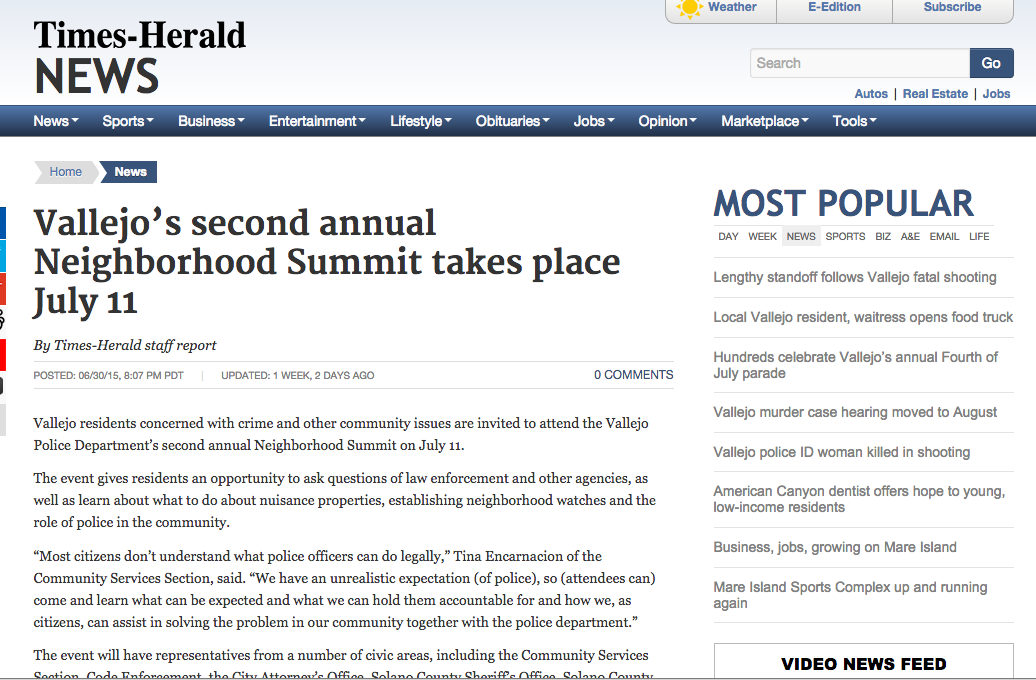 Weather
E-Edition
Subscribe
Times-Herald
NEWS
Search
Go
Autos | Real Estate | Jobs
News
Sports
Business
Entertainment
Lifestyle
Obituaries
Jobs
Opinion
Marketplace
Tools
Home
News
Vallejo’s second annual
Neighborhood Summit takes place
July 11
By Times-Herald staff report
POSTED: 06/30/15, 8:07 PM PDT | UPDATED: 1 WEEK, 2 DAYS AGO
0 COMMENTS
Vallejo residents concerned with crime and other community issues are invited to attend the Vallejo
Police Department’s second annual Neighborhood Summit on July 11.
The event gives residents an opportunity to ask questions of law enforcement and other agencies, as
well as learn about what to do about nuisance properties, establishing neighborhood watches and the
role of police in the community.
“Most citizens don’t understand what police officers can do legally,” Tina Encarnacion of the
Community Services Section, said. “We have an unrealistic expectation (of police), so (attendees can)
come and learn what can be expected and what we can hold them accountable for and how we, as
citizens, can assist in solving the problem in our community together with the police department.”
The event will have representatives from a number of civic areas, including the Community Services
Section, Code Enforcement, the City Attorney’s Office, Solano County Sheriff’s Office, Solano County
MOST POPULAR
DAY WEEK NEWS SPORTS BIZ A&E EMAIL LIFE
Lengthy standoff follows Vallejo fatal shooting
Local Vallejo resident, waitress opens food truck
Hundreds celebrate Vallejo’s annual Fourth of
July parade
Vallejo murder case hearing moved to August
Vallejo police ID woman killed in shooting
American Canyon dentist offers hope to young,
low-income residents
Business, jobs, growing on Mare Island
Mare Island Sports Complex up and running
again
VIDEO NEWS FEED